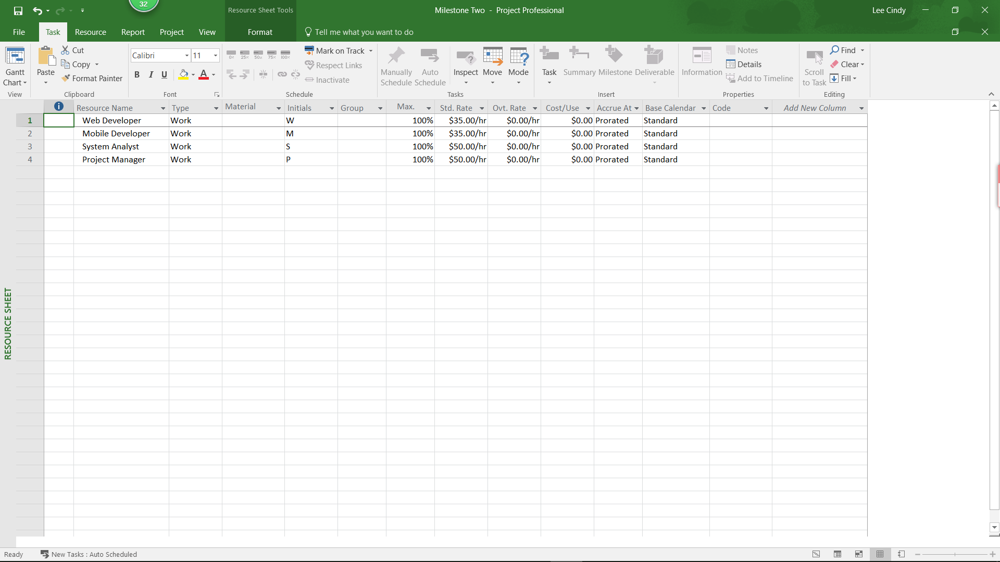 32
Resource Sheet Tools
Milestone Two - Project Professional
Lee Cindy
File Task Resource Report Project View Format Tell me what you want to do
Gantt Chart
View
Paste
Cut
Copy
Format Painter
Clipboard
Calibri 11
B I U A
Font
0% 25% 50% 75% 100%
Mark on Track
Respect Links
Inactivate
Schedule
Manually Schedule
Auto Schedule
Inspect
Move
Mode
Tasks
Task
Summary
Milestone
Deliverable
Insert
Information
Notes
Details
Add to Timeline
Properties
Scroll to Task
Find
Clear
Fill
Editing
Resource Name Type Material Initials Group Max. Std. Rate Ovt. Rate Cost/Use Accrue At Base Calendar Code Add New Column
1 Web Developer Work W 100% $35.00/hr $0.00/hr $0.00 Prorated Standard
2 Mobile Developer Work M 100% $35.00/hr $0.00/hr $0.00 Prorated Standard
3 System Analyst Work S 100% $50.00/hr $0.00/hr $0.00 Prorated Standard
4 Project Manager Work P 100% $50.00/hr $0.00/hr $0.00 Prorated Standard
RESOURCE SHEET
Ready New Tasks : Auto Scheduled